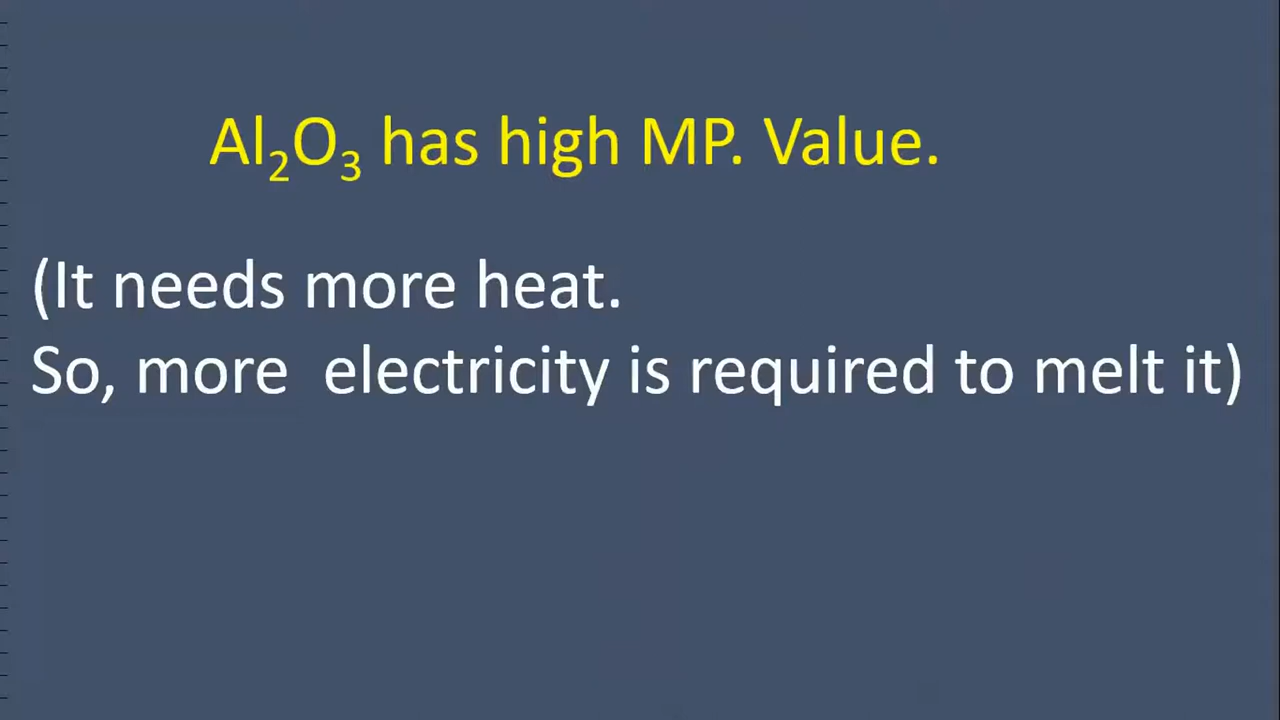 Al₂O₃ has high MP. Value.
(It needs more heat.
So, more  electricity is required to melt it)